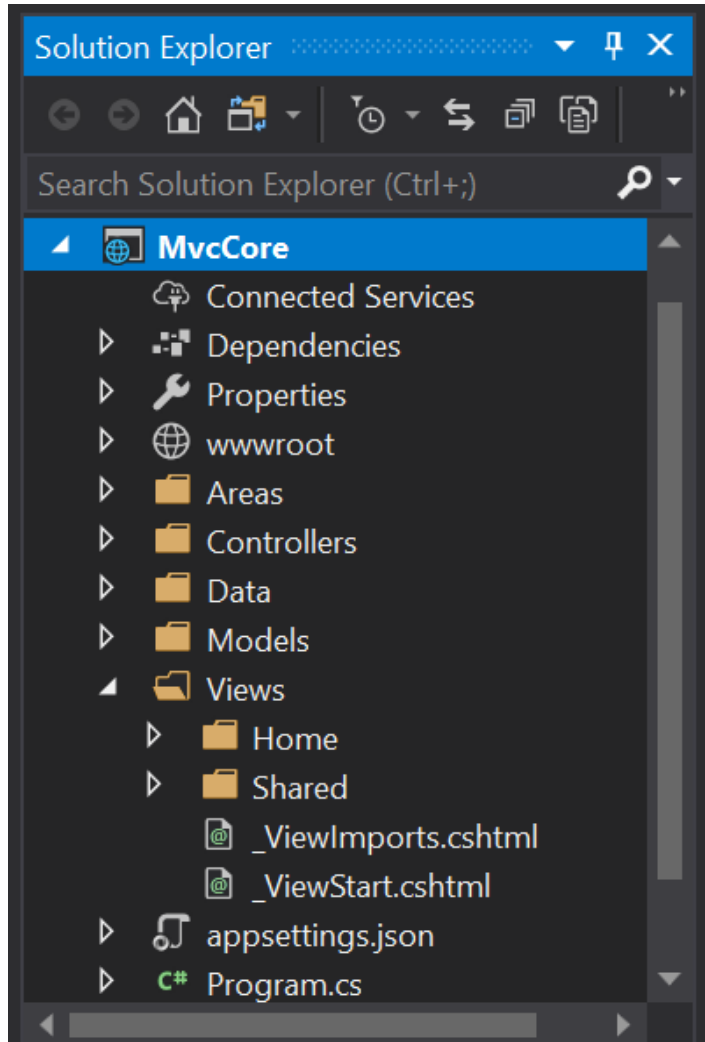 Solution Explorer
Search Solution Explorer (Ctrl+;)
MvcCore
Connected Services
Dependencies
Properties
wwwroot
Areas
Controllers
Data
Models
Views
Home
Shared
_ViewImports.cshtml
_ViewStart.cshtml
appsettings.json
C# Program.cs